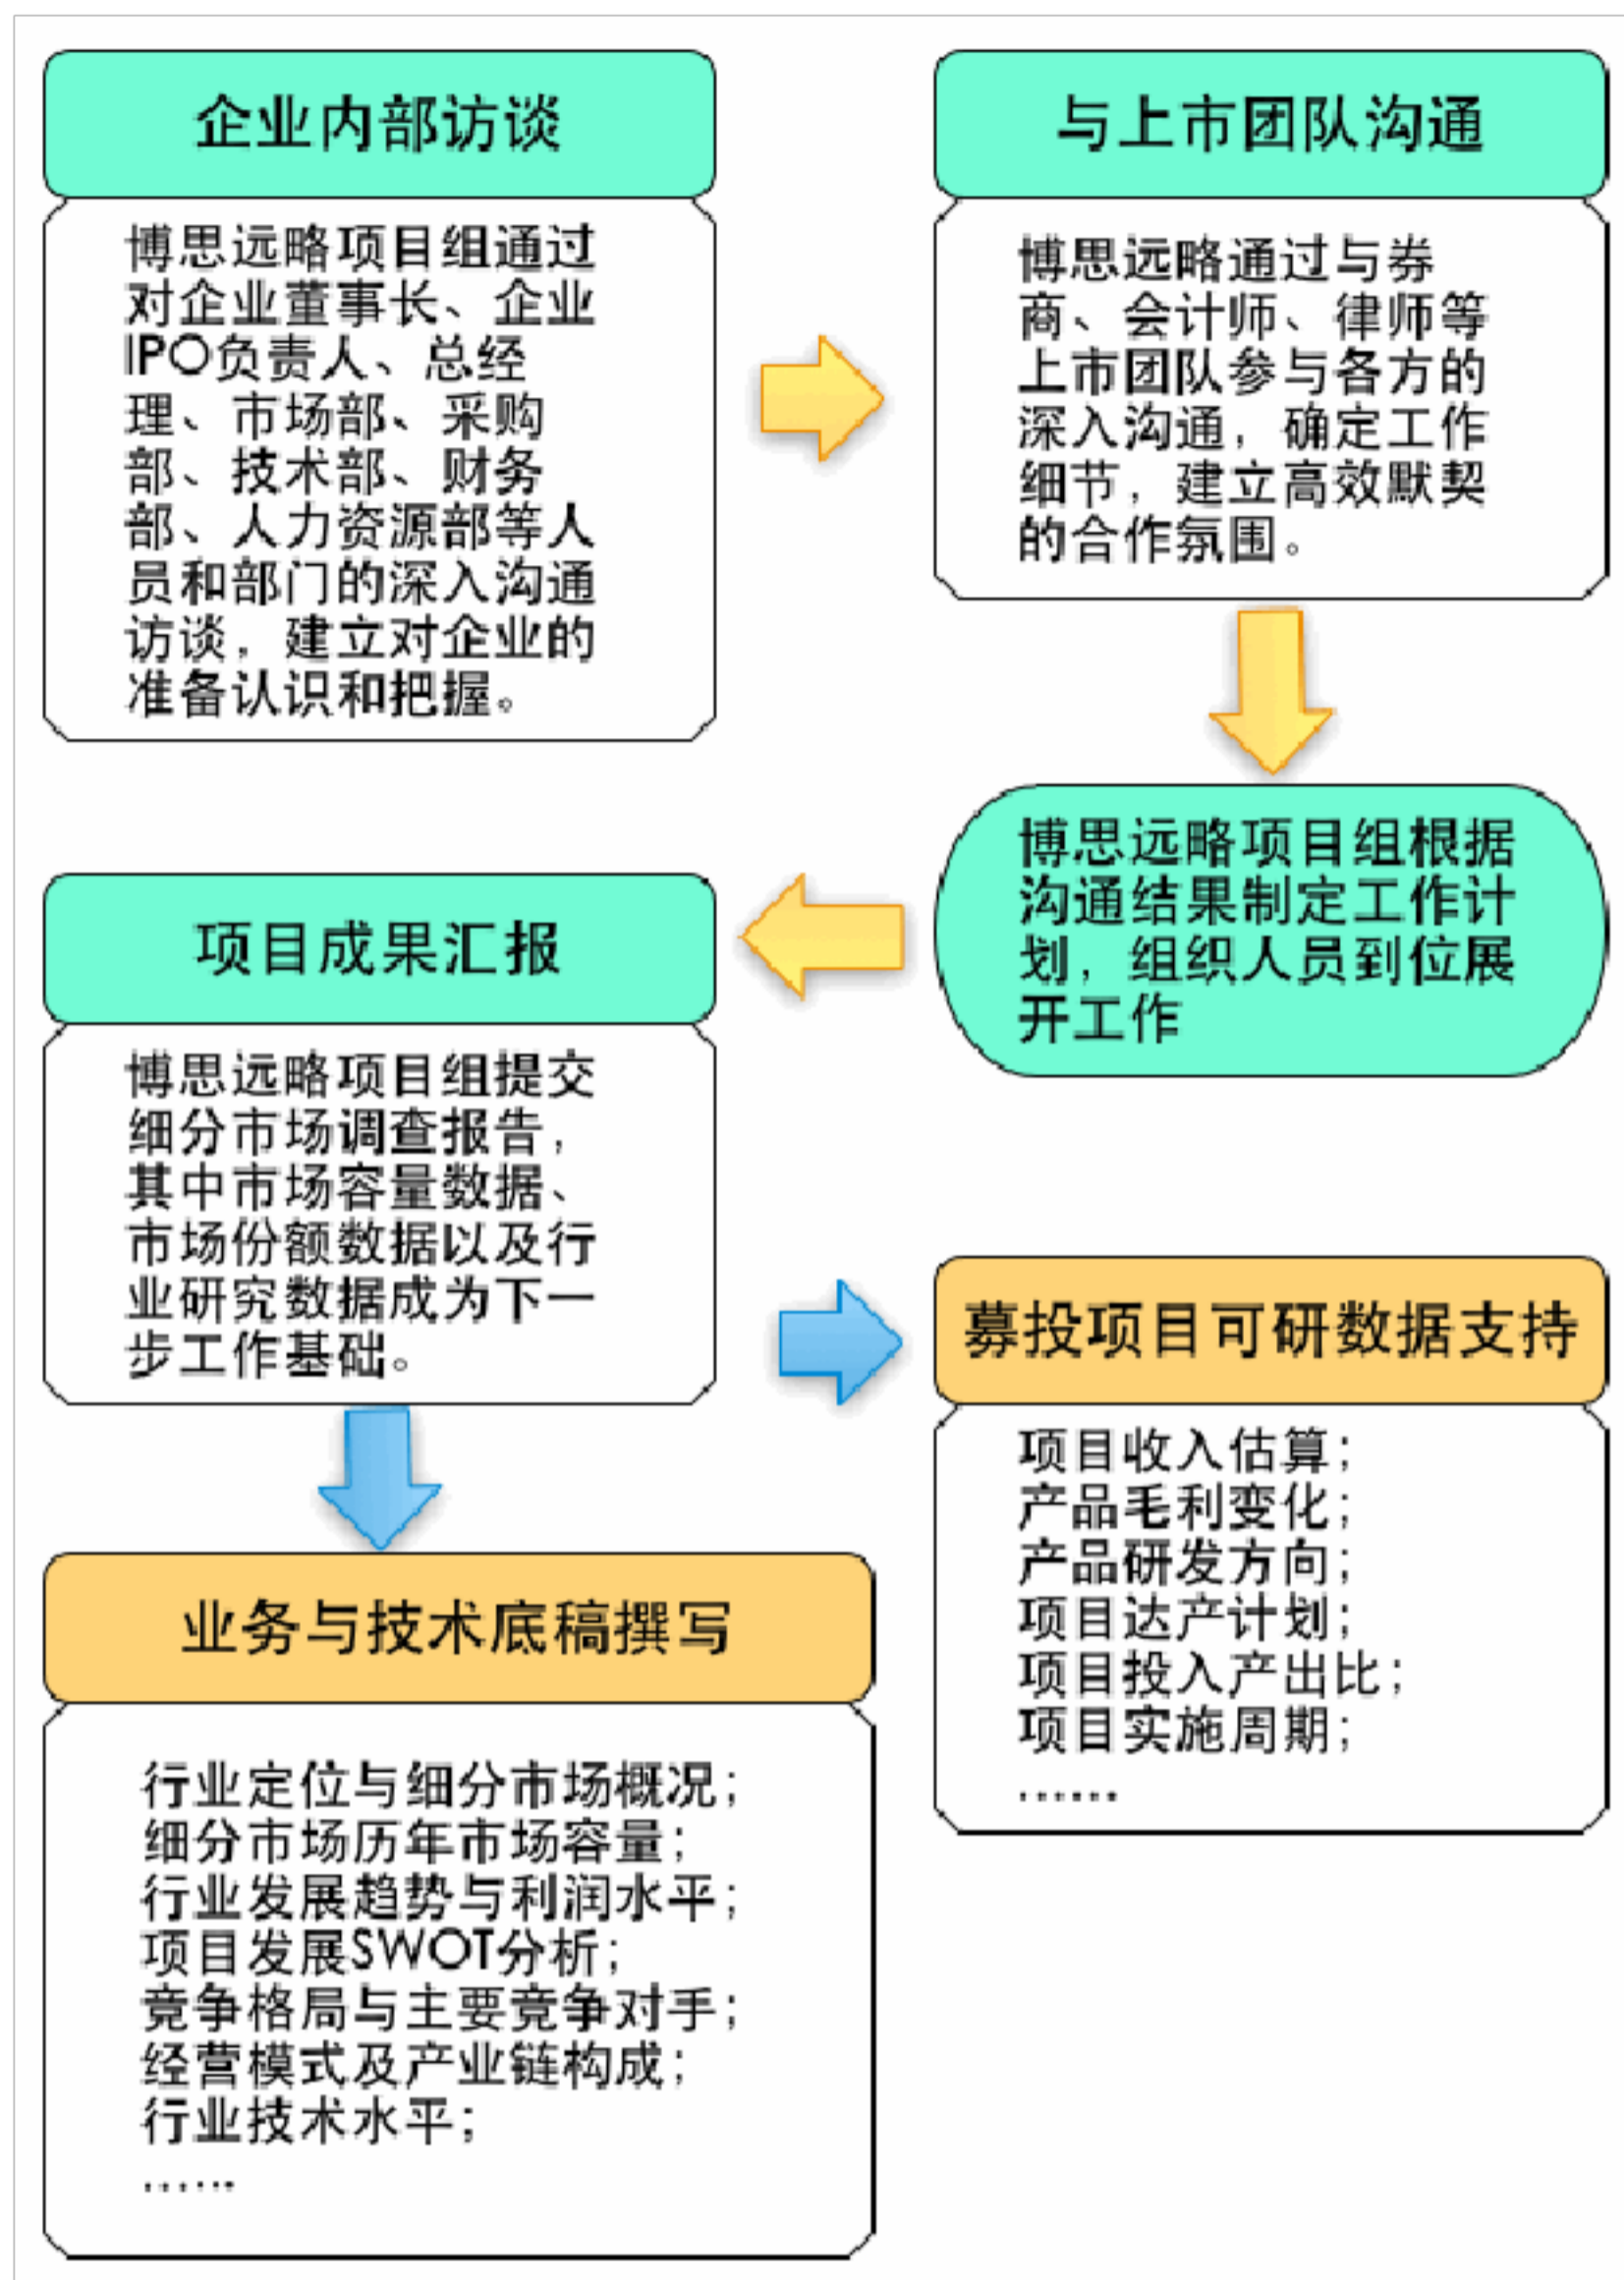 企业内部访谈
博思远略项目组通过
对企业董事长、企业
IPO负责人、总经
理、市场部、采购
部、技术部、财务
部、人力资源部等人
员和部门的深入沟通
访谈，建立对企业的
准备认识和把握。
与上市团队沟通
博思远略通过与券
商、会计师、律师等
上市团队参与各方的
深入沟通，确定工作
细节，建立高效默契
的合作氛围。
博思远略项目组根据
沟通结果制定工作计
划，组织人员到位展
开工作
项目成果汇报
博思远略项目组提交
细分市场调查报告，
其中市场容量数据、
市场份额数据以及行
业研究数据成为下一
步工作基础。
募投项目可研数据支持
项目收入估算；
产品毛利变化；
产品研发方向；
项目达产计划；
项目投入产出比；
项目实施周期；
……
业务与技术底稿撰写
行业定位与细分市场概况；
细分市场历年市场容量；
行业发展趋势与利润水平；
项目发展SWOT分析；
竞争格局与主要竞争对手；
经营模式及产业链构成；
行业技术水平；
……